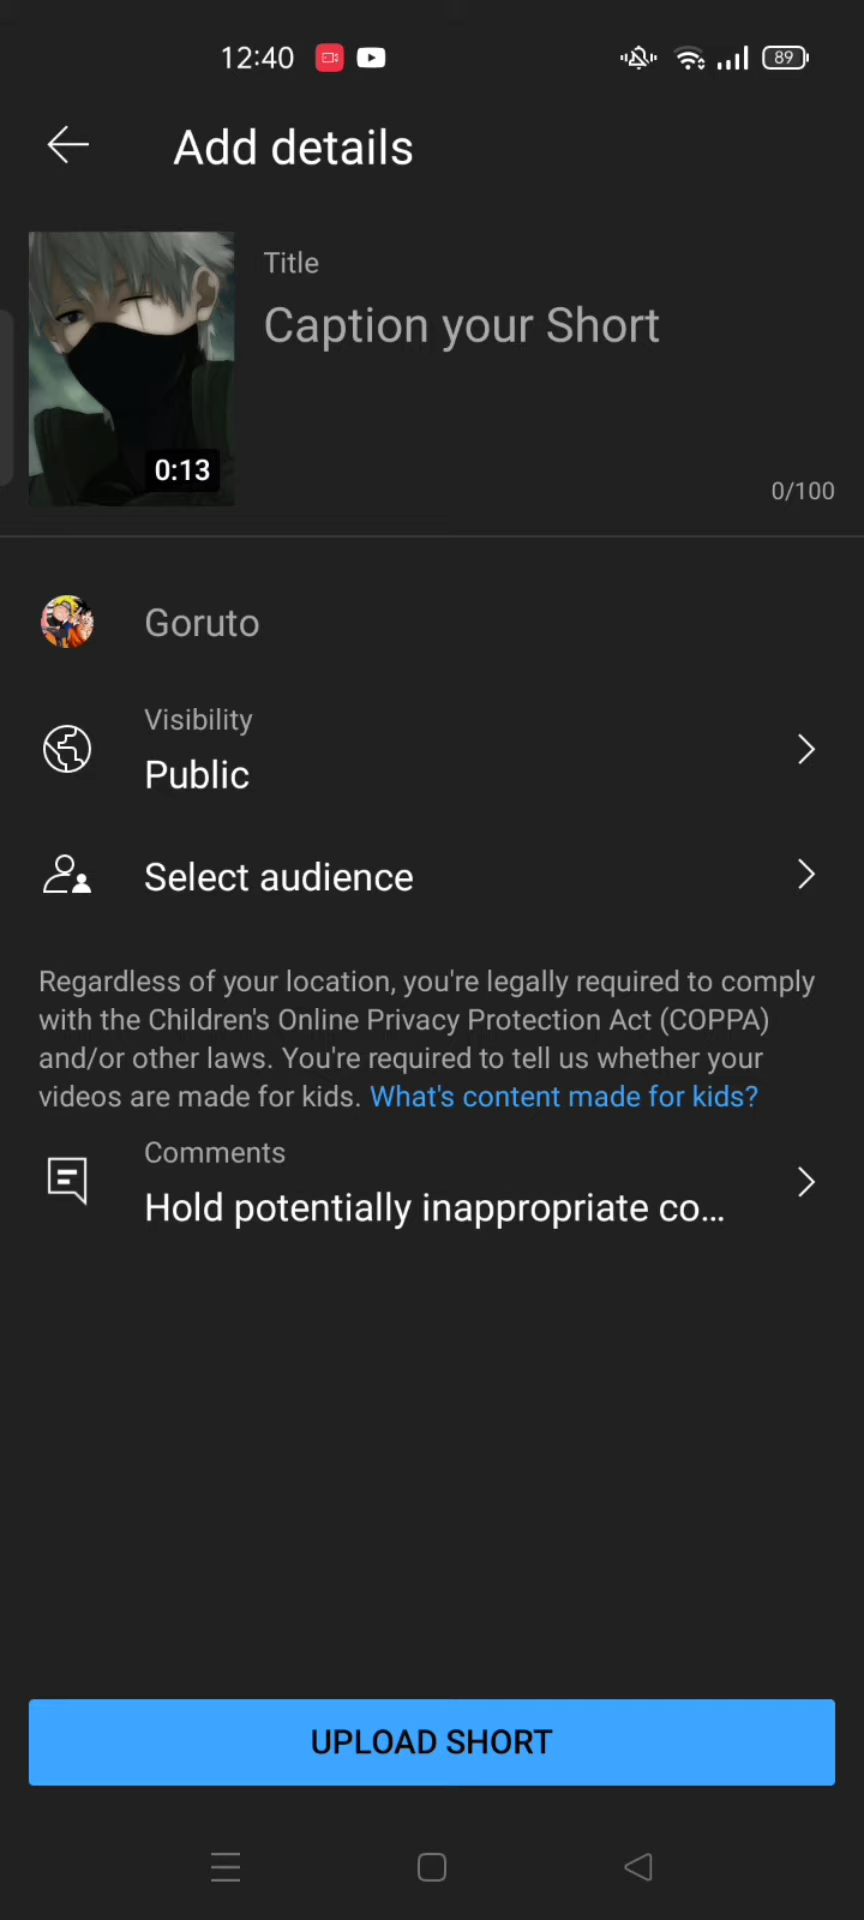 12:40
89
Add details
Title
Caption your Short
0:13
0/100
Goruto
Visibility
Public
Select audience
Regardless of your location, you're legally required to comply
with the Children's Online Privacy Protection Act (COPPA)
and/or other laws. You're required to tell us whether your
videos are made for kids. What's content made for kids?
Comments
Hold potentially inappropriate co...
UPLOAD SHORT